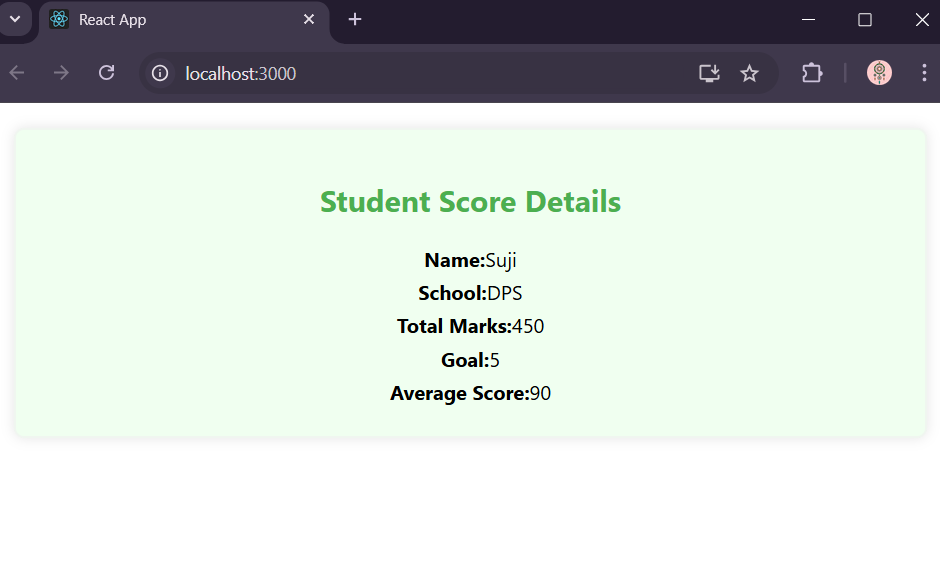 React App
localhost:3000
Student Score Details
Name:Suji
School:DPS
Total Marks:450
Goal:5
Average Score:90